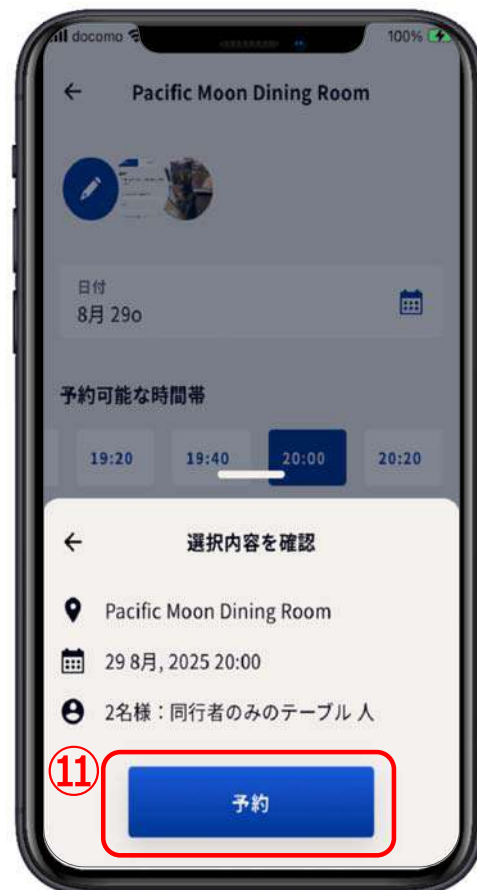 docomo 100%
← Pacific Moon Dining Room
日付
8月 29o
予約可能な時間帯
19:20 19:40 20:00 20:20
← 選択内容を確認
Pacific Moon Dining Room
29 8月, 2025 20:00
2名様：同行者のみのテーブル 人
⑪
予約